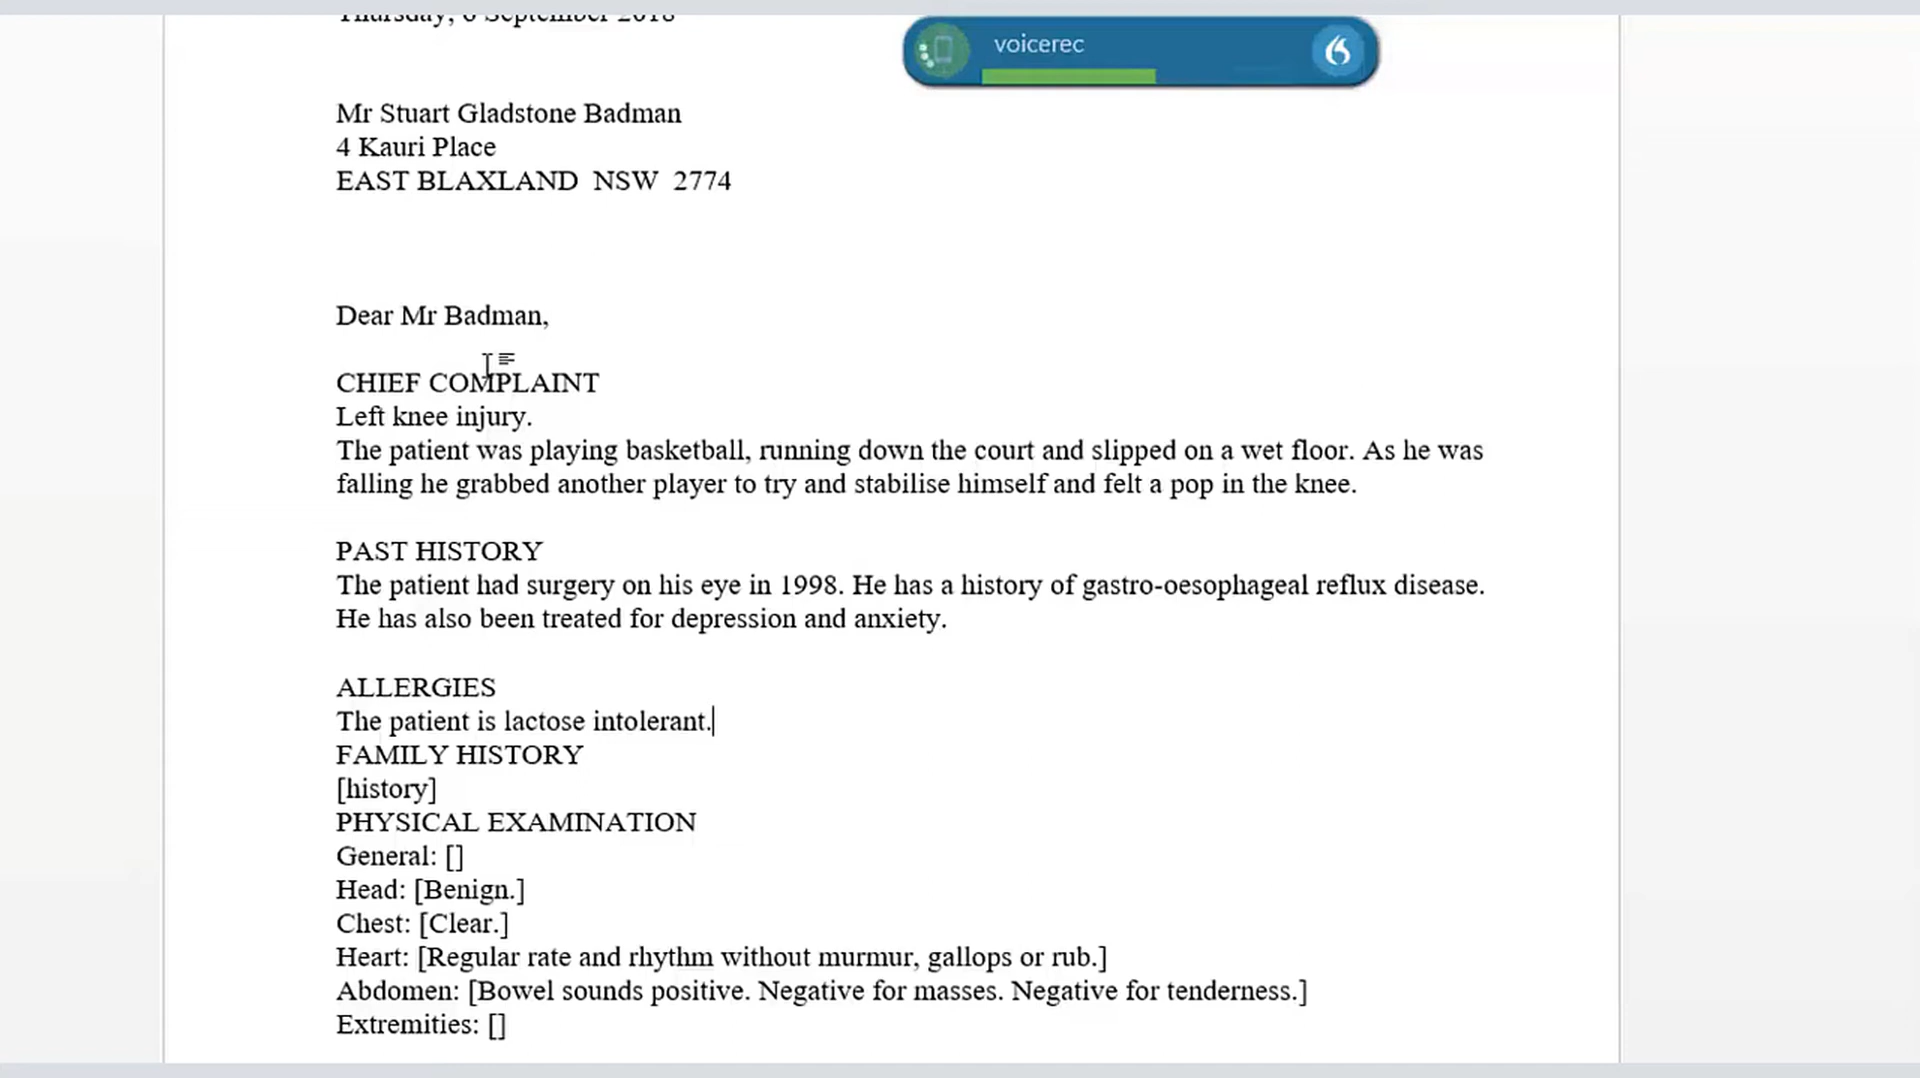 Thursday, 6 September 2018
voicerec
Mr Stuart Gladstone Badman
4 Kauri Place
EAST BLAXLAND  NSW  2774
Dear Mr Badman,
CHIEF COMPLAINT
Left knee injury.
The patient was playing basketball, running down the court and slipped on a wet floor. As he was
falling he grabbed another player to try and stabilise himself and felt a pop in the knee.
PAST HISTORY
The patient had surgery on his eye in 1998. He has a history of gastro-oesophageal reflux disease.
He has also been treated for depression and anxiety.
ALLERGIES
The patient is lactose intolerant.
FAMILY HISTORY
[history]
PHYSICAL EXAMINATION
General: []
Head: [Benign.]
Chest: [Clear.]
Heart: [Regular rate and rhythm without murmur, gallops or rub.]
Abdomen: [Bowel sounds positive. Negative for masses. Negative for tenderness.]
Extremities: []